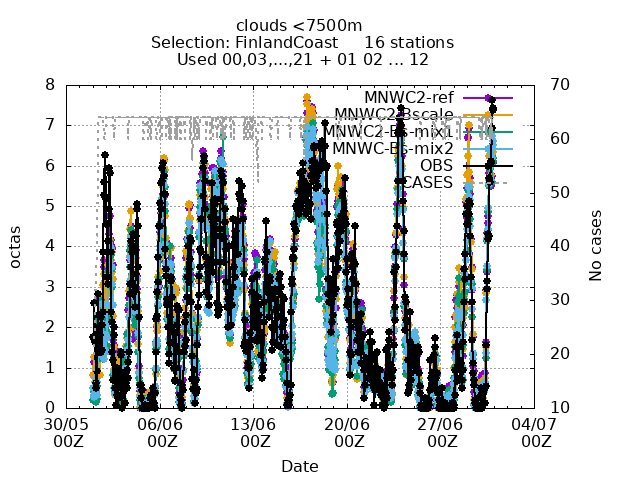 clouds <7500m
Selection: FinlandCoast 16 stations
Used 00,03,...,21 + 01 02 ... 12
8 70
MNWC2-ref
MNWC2-Bscale
7 60
MNWC2-Bs-mix1
MNWC-Bs-mix2
6 OBS
CASES 50
5
octas 4 40 No cases
3 30
2 20
1
0 10
30/05 06/06 13/06 20/06 27/06 04/07
00Z 00Z 00Z 00Z 00Z 00Z
Date